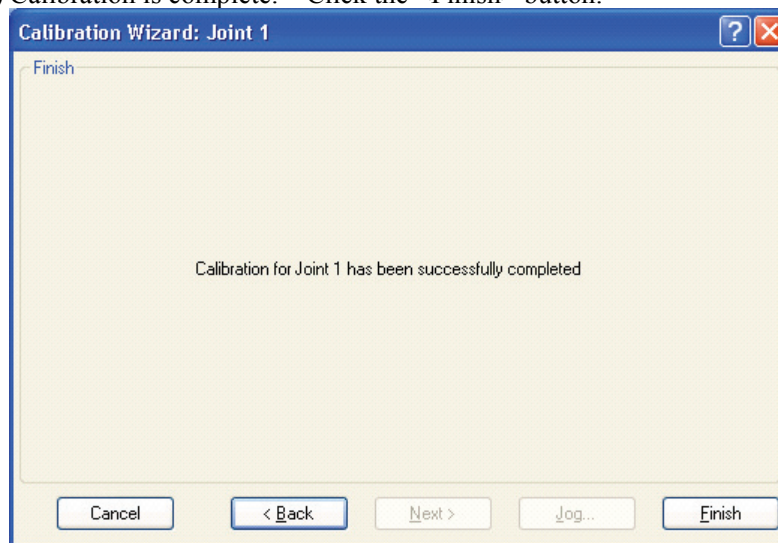 ) Calibration is complete. Click the "Finish" button.
Calibration Wizard: Joint 1
Finish
Calibration for Joint 1 has been successfully completed
Cancel
< Back
Next >
Jog...
Finish